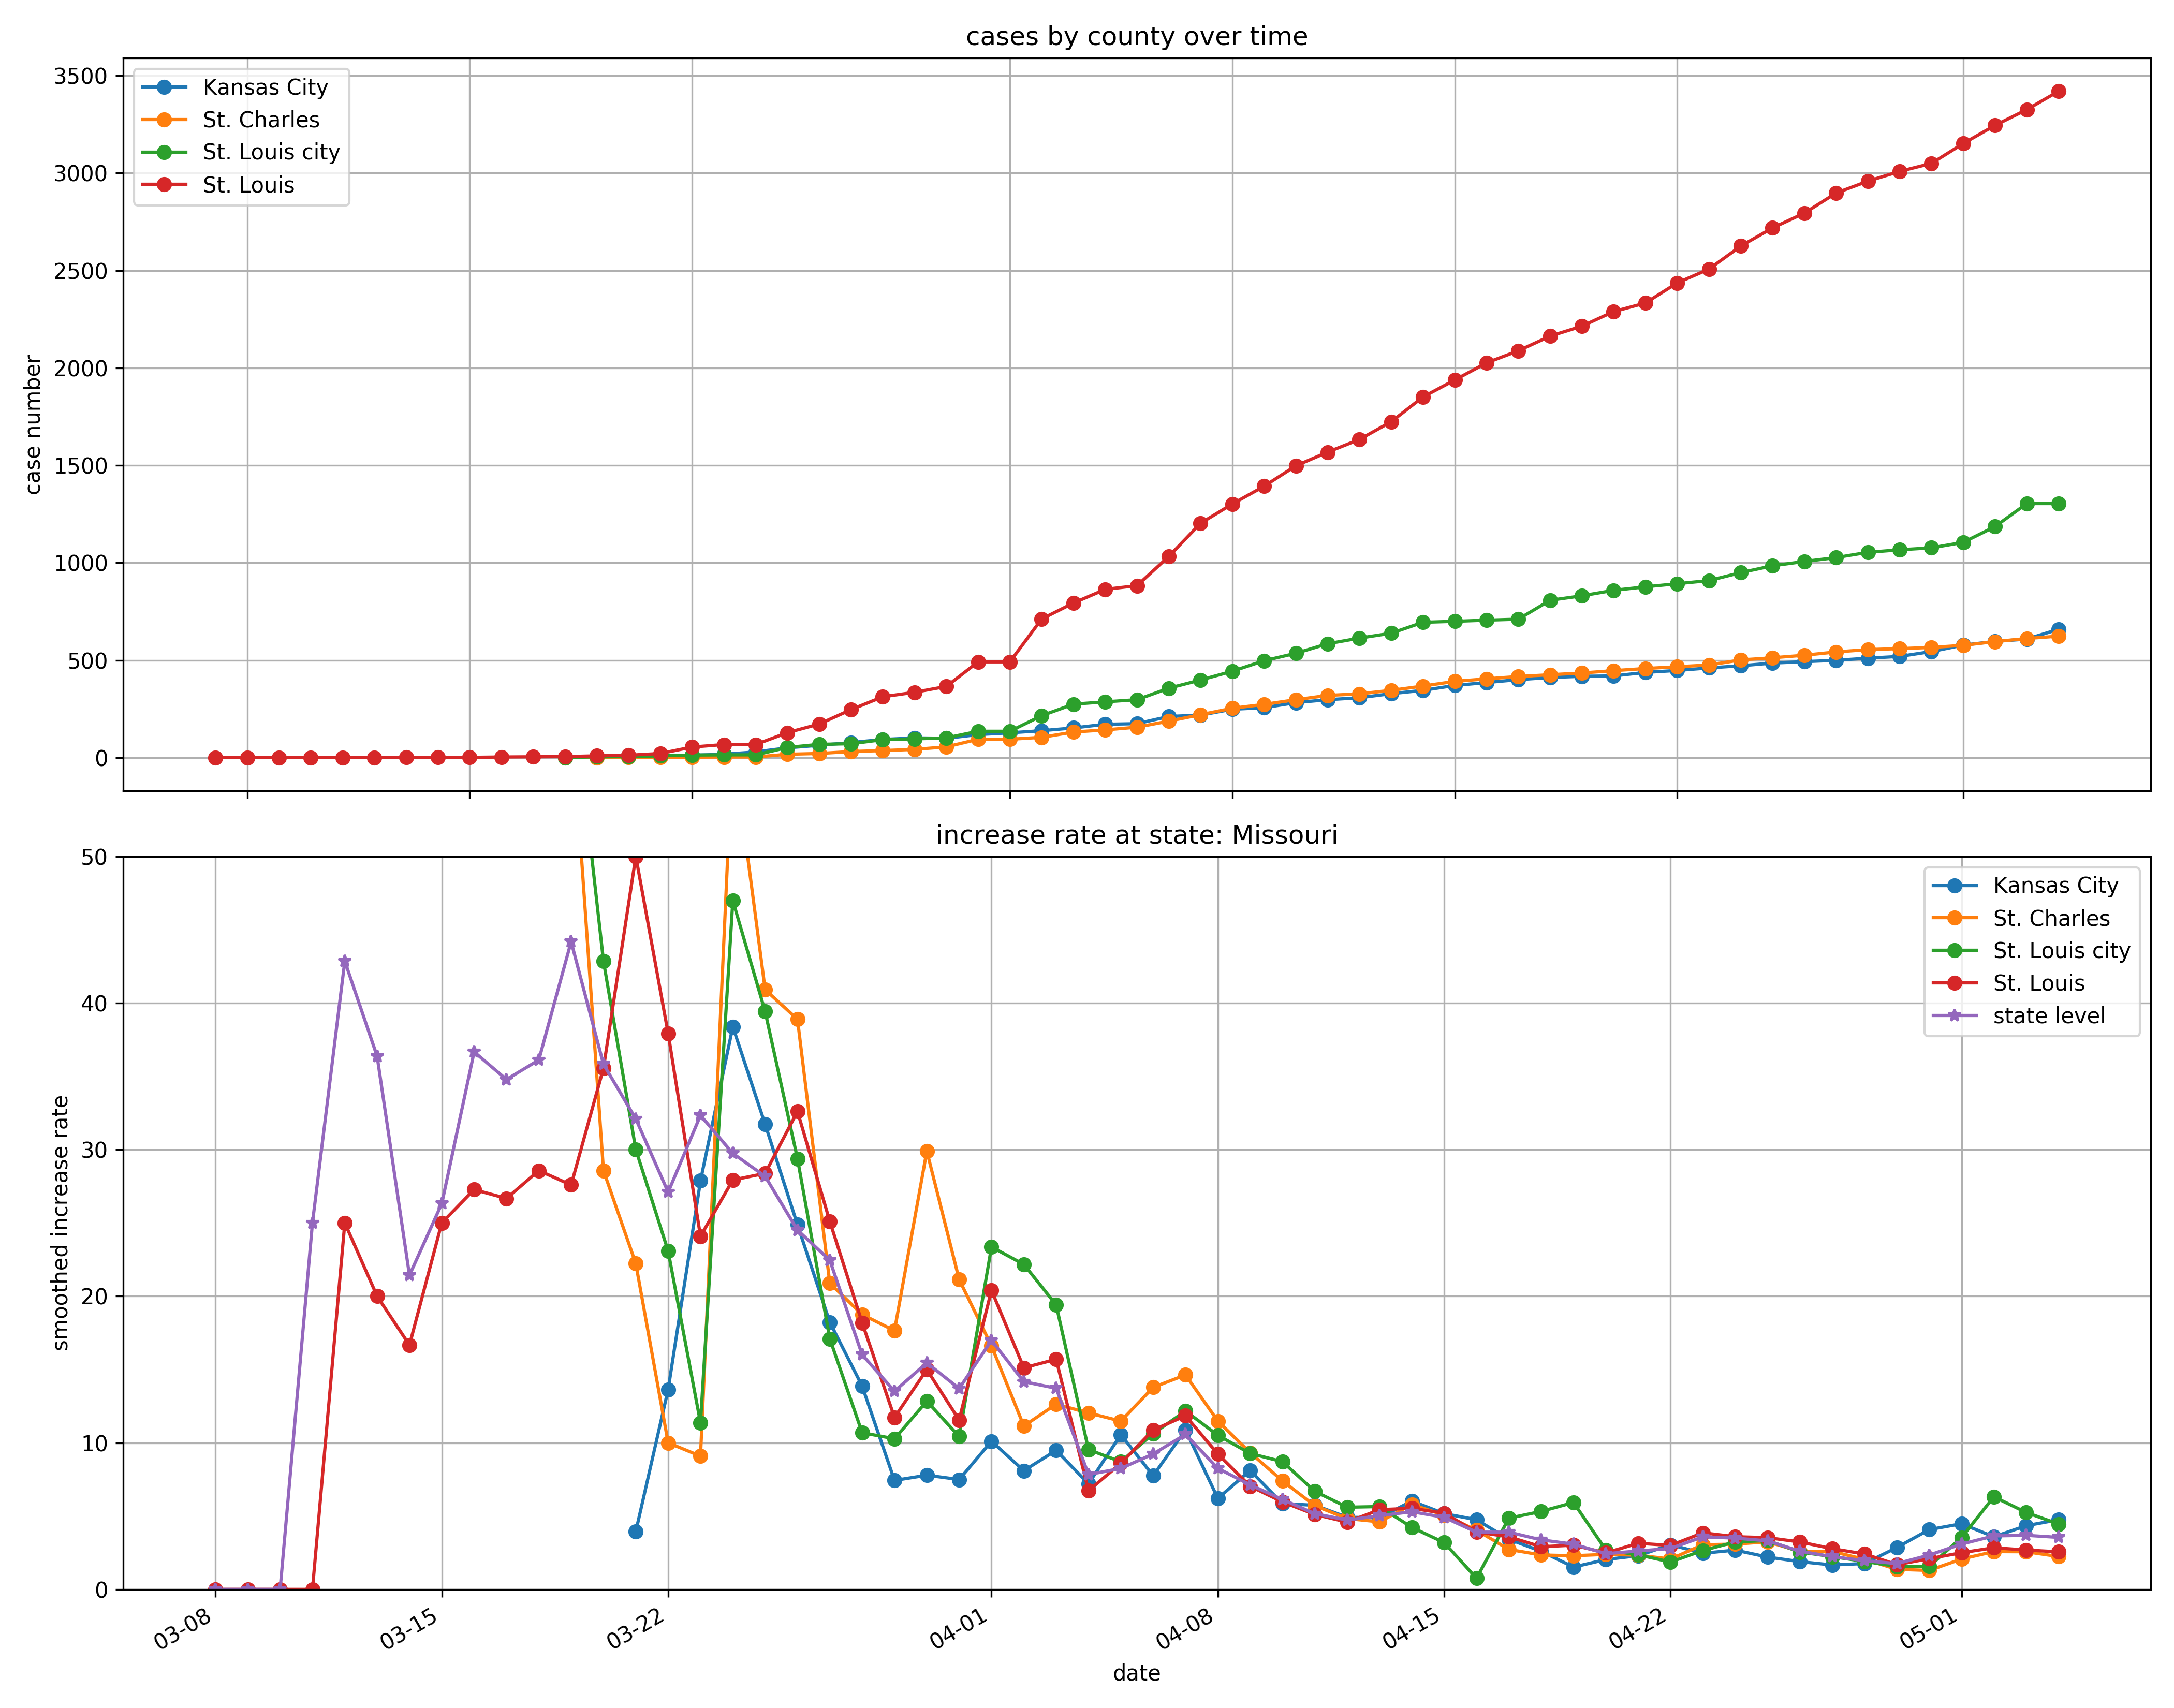 cases by county over time
case number
3500
3000
2500
2000
1500
1000
500
0
Kansas City
St. Charles
St. Louis city
St. Louis
increase rate at state: Missouri
smoothed increase rate
50
40
30
20
10
0
Kansas City
St. Charles
St. Louis city
St. Louis
state level
03-08
03-15
03-22
04-01
04-08
04-15
04-22
05-01
date